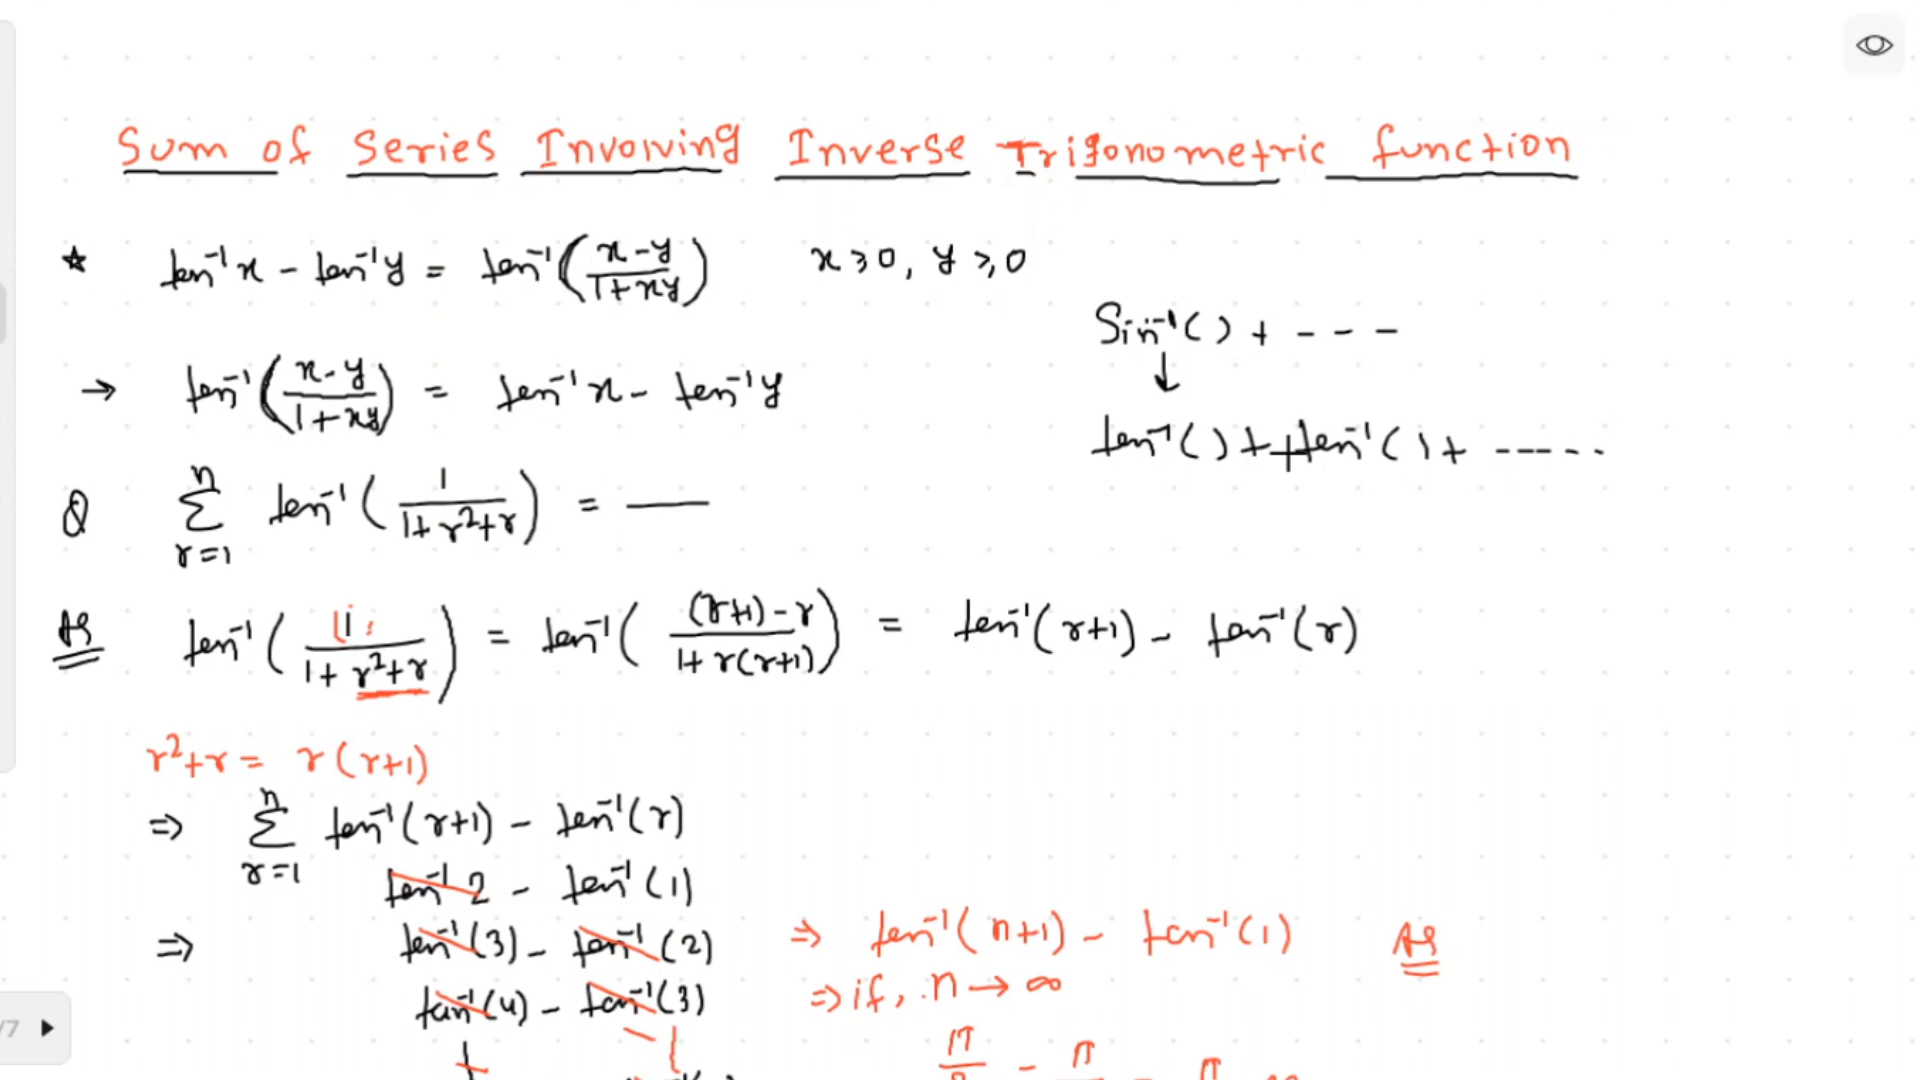 Sum of Series Involving Inverse Trigonometric function
☆ tan⁻¹x - tan⁻¹y = tan⁻¹((x-y)/(1+xy))   x ≥ 0, y ≥ 0
Sin⁻¹( ) + - - -
↓
→ tan⁻¹((x-y)/(1+xy)) = tan⁻¹x - tan⁻¹y
tan⁻¹( ) + tan⁻¹( ) + -----
Q  Σ_{r=1}^{n} tan⁻¹(1/(1+r²+r)) = ___
As  tan⁻¹(1/(1+r²+r)) = tan⁻¹(((r+1)-r)/(1+r(r+1))) = tan⁻¹(r+1) - tan⁻¹(r)
r²+r = r(r+1)
⇒ Σ_{r=1}^{n} tan⁻¹(r+1) - tan⁻¹(r)
tan⁻¹2 - tan⁻¹(1)
⇒ tan⁻¹(3) - tan⁻¹(2)   ⇒ tan⁻¹(n+1) - tan⁻¹(1)   As
tan⁻¹(4) - tan⁻¹(3)   ⇒ if, n → ∞
/7